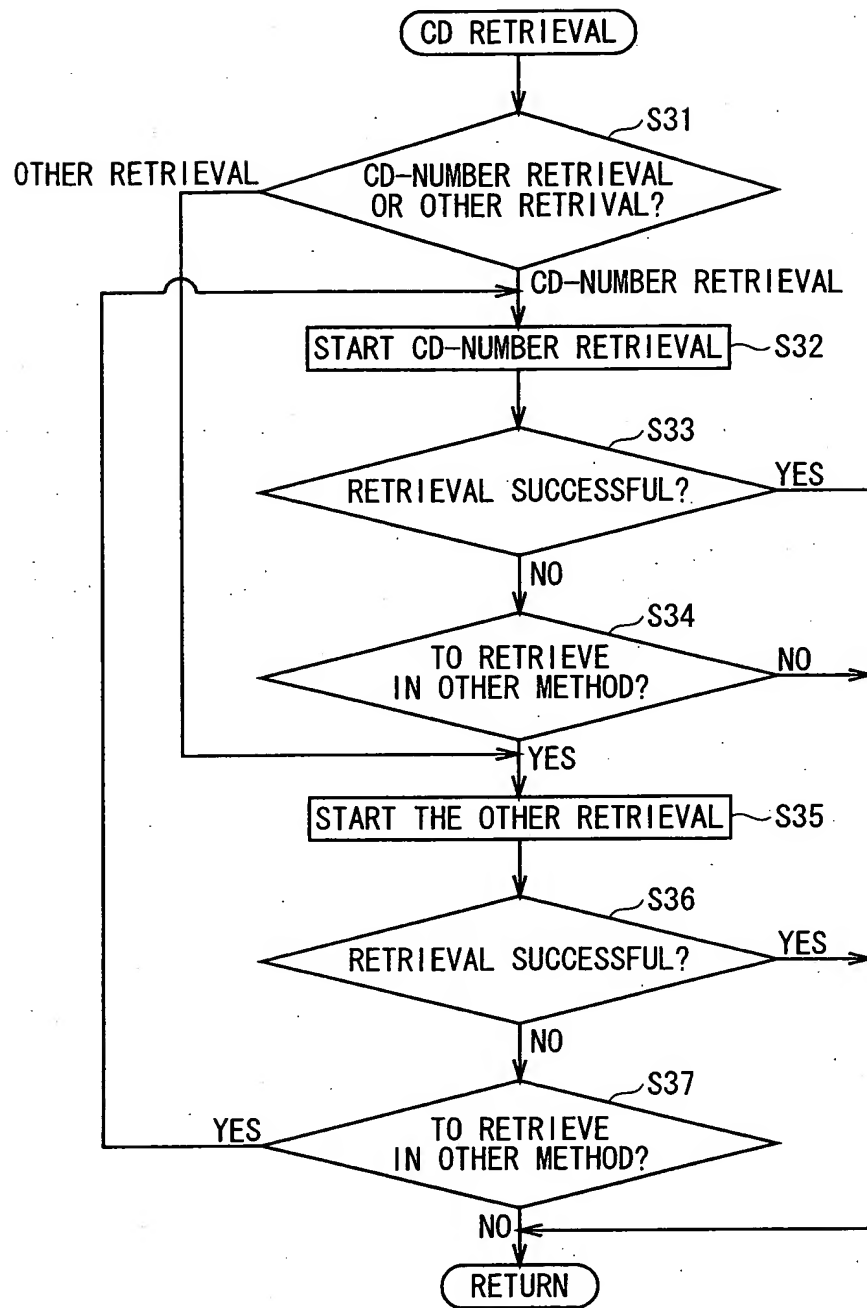 CD RETRIEVAL
S31
OTHER RETRIEVAL
CD-NUMBER RETRIEVAL
OR OTHER RETRIVAL?
CD-NUMBER RETRIEVAL
START CD-NUMBER RETRIEVAL
S32
S33
RETRIEVAL SUCCESSFUL?
YES
NO
S34
TO RETRIEVE
IN OTHER METHOD?
NO
YES
START THE OTHER RETRIEVAL
S35
S36
RETRIEVAL SUCCESSFUL?
YES
NO
S37
YES
TO RETRIEVE
IN OTHER METHOD?
NO
RETURN